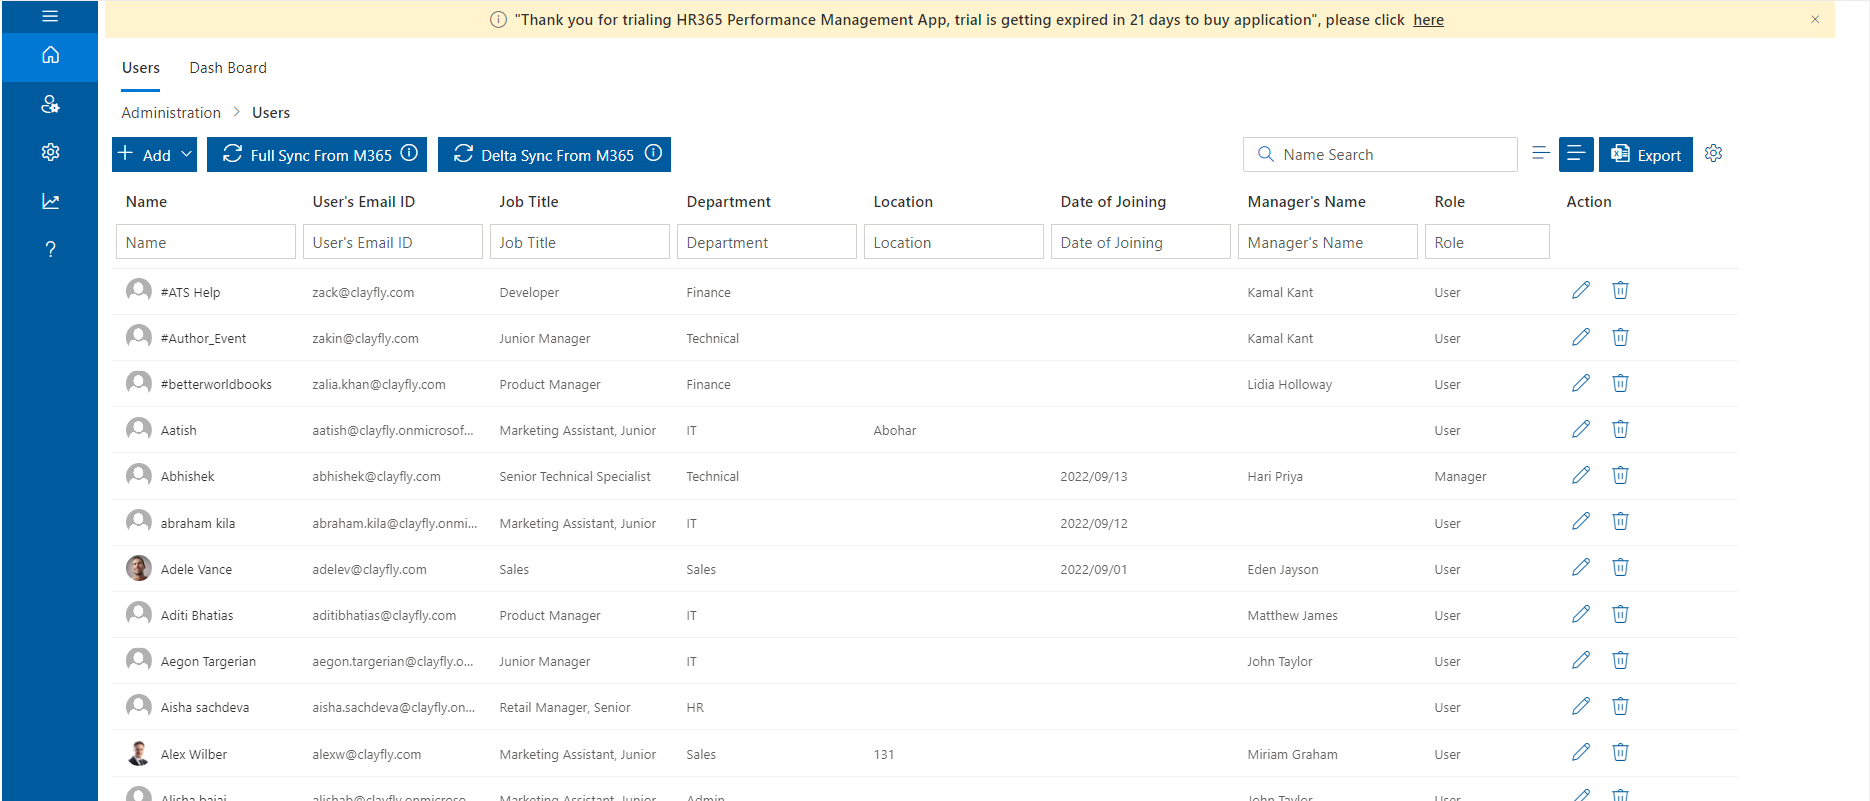 "Thank you for trialing HR365 Performance Management App, trial is getting expired in 21 days to buy application", please click here
Users Dash Board
Administration > Users
Add Full Sync From M365 Delta Sync From M365 Name Search Export
Name User's Email ID Job Title Department Location Date of Joining Manager's Name Role Action
Name User's Email ID Job Title Department Location Date of Joining Manager's Name Role
#ATS Help zack@clayfly.com Developer Finance Kamal Kant User
#Author_Event zakin@clayfly.com Junior Manager Technical Kamal Kant User
#betterworldbooks zalia.khan@clayfly.com Product Manager Finance Lidia Holloway User
Aatish aatish@clayfly.onmicrosof... Marketing Assistant, Junior IT Abohar User
Abhishek abhishek@clayfly.com Senior Technical Specialist Technical 2022/09/13 Hari Priya Manager
abraham kila abraham.kila@clayfly.onmi... Marketing Assistant, Junior IT 2022/09/12 User
Adele Vance adelev@clayfly.com Sales Sales 2022/09/01 Eden Jayson User
Aditi Bhatias aditibhatias@clayfly.com Product Manager IT Matthew James User
Aegon Targerian aegon.targerian@clayfly.o... Junior Manager IT John Taylor User
Aisha sachdeva aisha.sachdeva@clayfly.on... Retail Manager, Senior HR User
Alex Wilber alexw@clayfly.com Marketing Assistant, Junior Sales 131 Miriam Graham User
Alisha bajaj alishab@clayfly.onmicroso... Marketing Assistant, Junior Admin John Taylor User